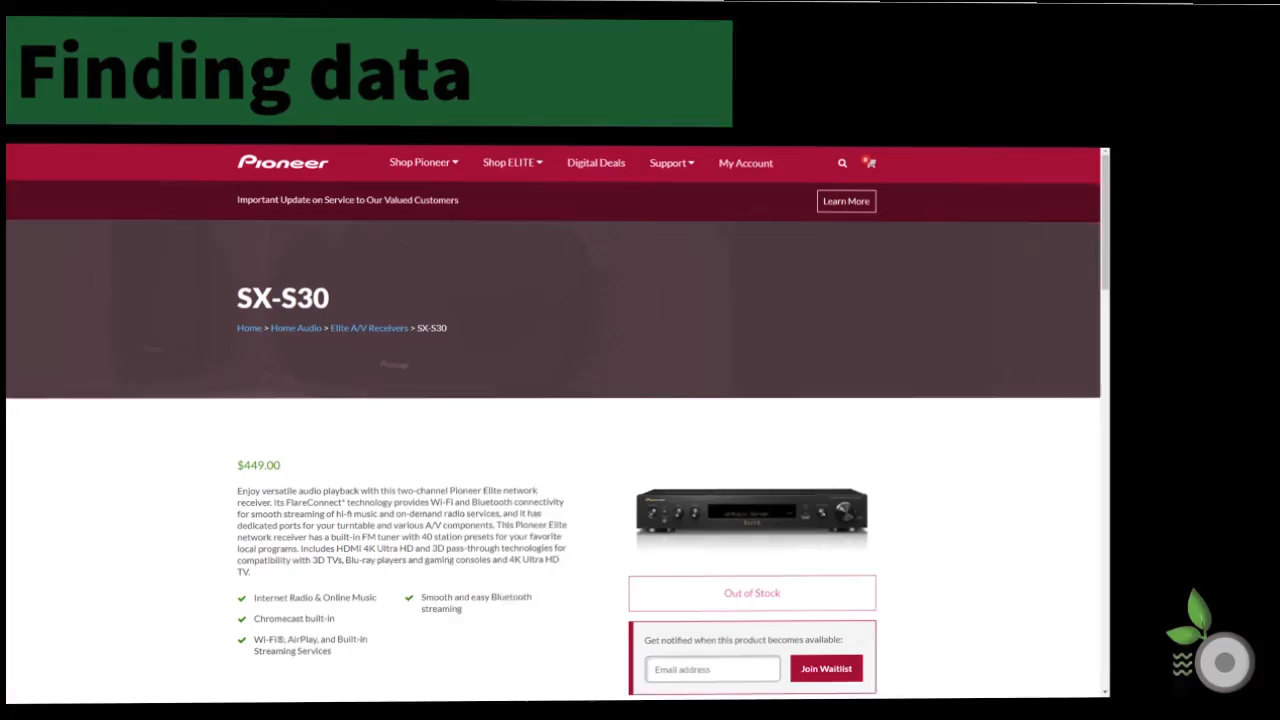 Finding data
Pioneer Shop Pioneer Shop ELITE Digital Deals Support My Account 0
Important Update on Service to Our Valued Customers Learn More
SX-S30
Home > Home Audio > Elite A/V Receivers > SX-S30
$449.00
Enjoy versatile audio playback with this two-channel Pioneer Elite network
receiver. Its FlareConnect* technology provides Wi-Fi and Bluetooth connectivity
for smooth streaming of hi-fi music and on-demand radio services, and it has
dedicated ports for your turntable and various A/V components. This Pioneer Elite
network receiver has a built-in FM tuner with 40 station presets for your favorite
local programs. Includes HDMI 4K Ultra HD and 3D pass-through technologies for
compatibility with 3D TVs, Blu-ray players and gaming consoles and 4K Ultra HD
TV.
Internet Radio & Online Music
Chromecast built-in
Wi-Fi®, AirPlay, and Built-in
Streaming Services
Smooth and easy Bluetooth
streaming
Pioneer
ELITE
Out of Stock
Get notified when this product becomes available:
Email address Join Waitlist